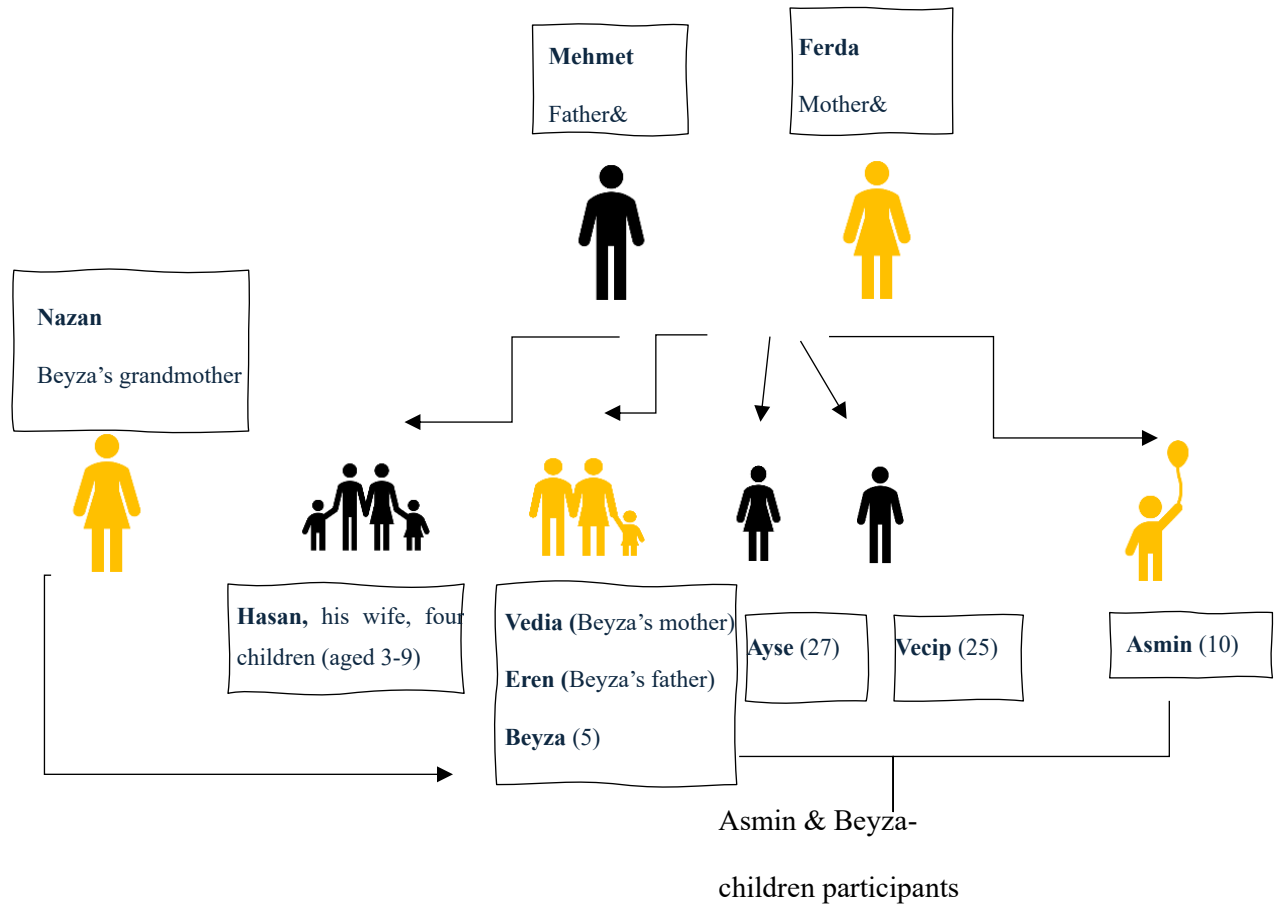 Mehmet
Father&
Ferda
Mother&
Nazan
Beyza’s grandmother
Hasan, his wife, four
children (aged 3-9)
Vedia (Beyza’s mother)
Eren (Beyza’s father)
Beyza (5)
Ayse (27)
Vecip (25)
Asmin (10)
Asmin & Beyza-
children participants